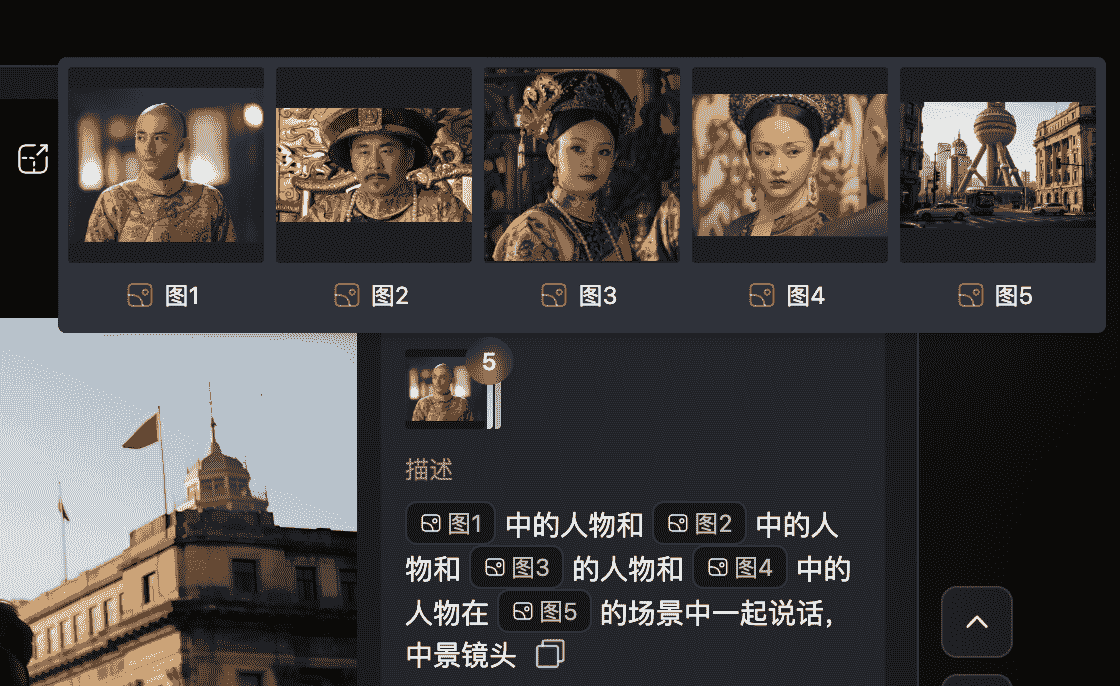 图1
图2
图3
图4
图5
5
描述
图1 中的人物和 图2 中的人
物和 图3 的人物和 图4 中的
人物在 图5 的场景中一起说话，
中景镜头